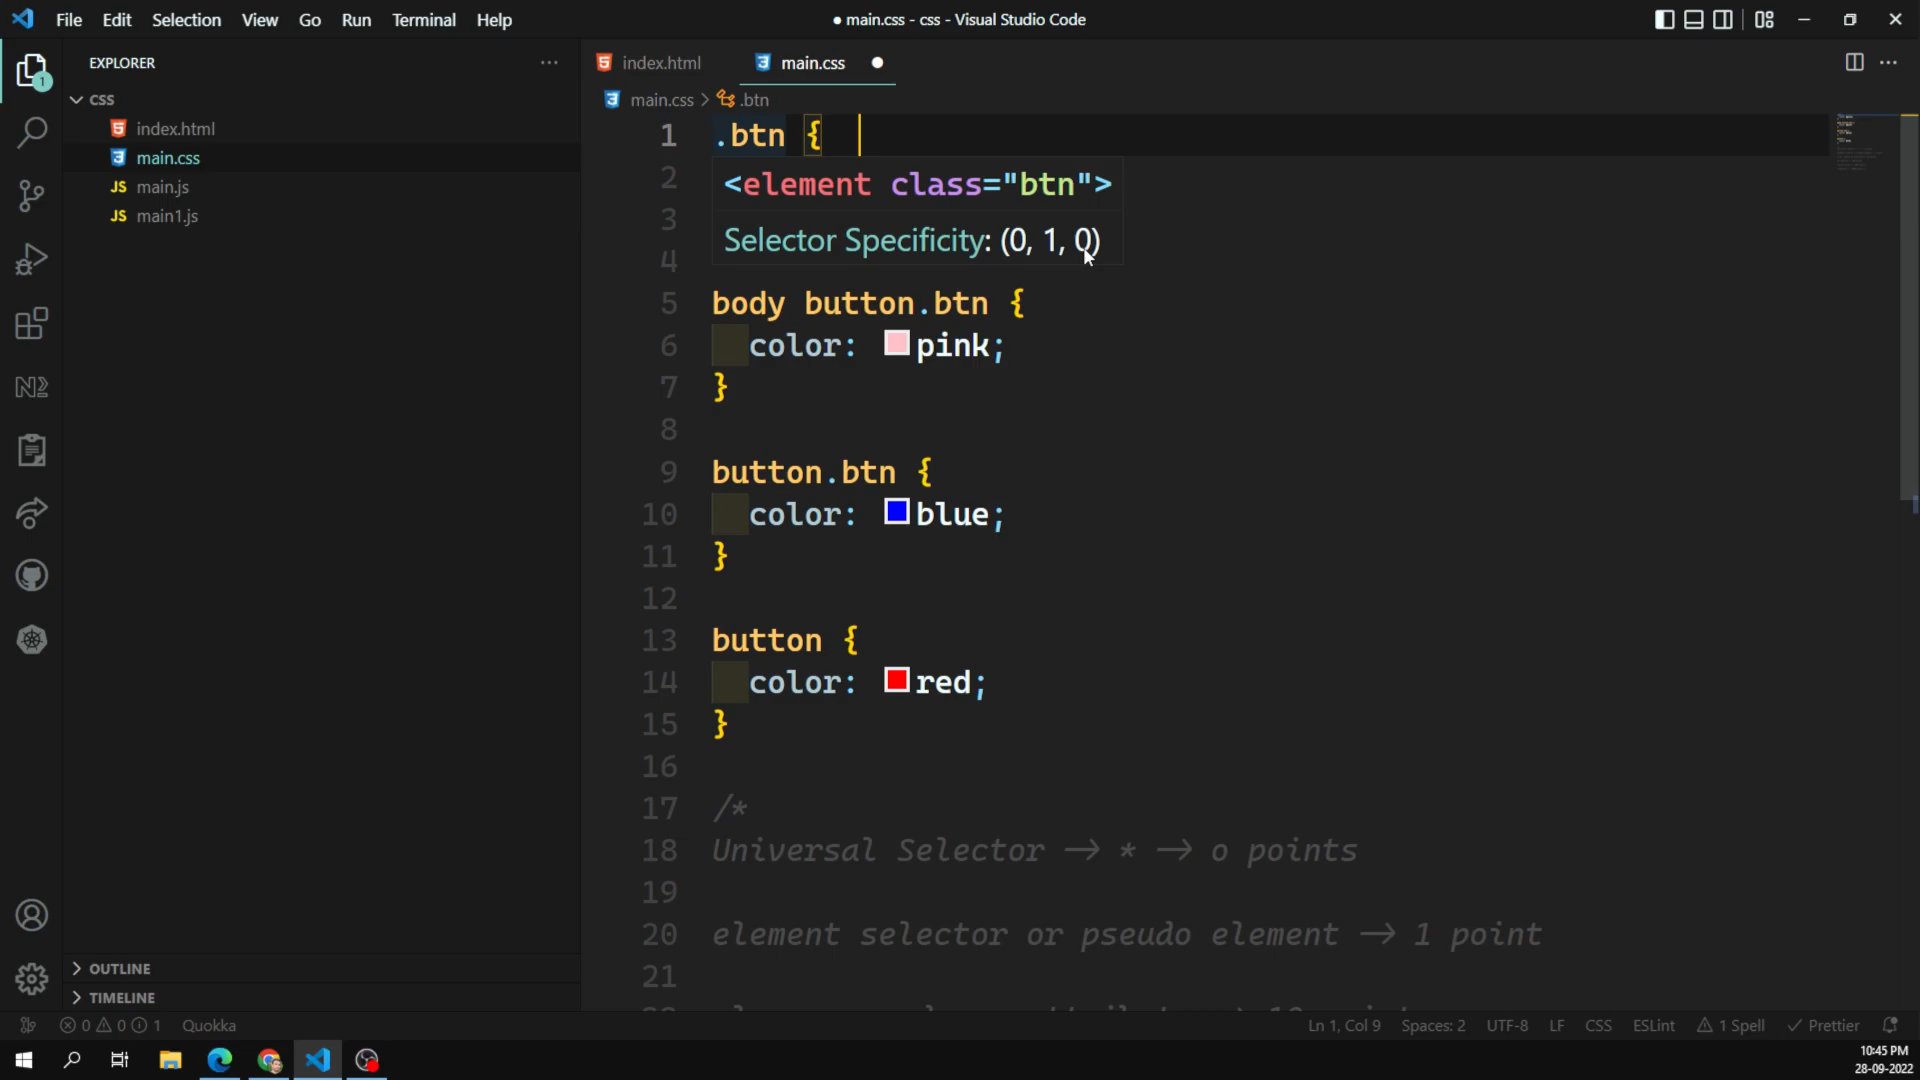 File Edit Selection View Go Run Terminal Help
● main.css - css - Visual Studio Code
EXPLORER
1
CSS
index.html
main.css
JS main.js
JS main1.js
OUTLINE
TIMELINE
index.html
main.css
main.css > .btn
1 .btn {
2
<element class="btn">
3
Selector Specificity: (0, 1, 0)
4
5 body button.btn {
6 color: pink;
7 }
8
9 button.btn {
10 color: blue;
11 }
12
13 button {
14 color: red;
15 }
16
17 /*
18 Universal Selector → * → o points
19
20 element selector or pseudo element → 1 point
21
0 0 1 Quokka
Ln 1, Col 9 Spaces: 2 UTF-8 LF CSS ESLint 1 Spell Prettier
10:45 PM
28-09-2022